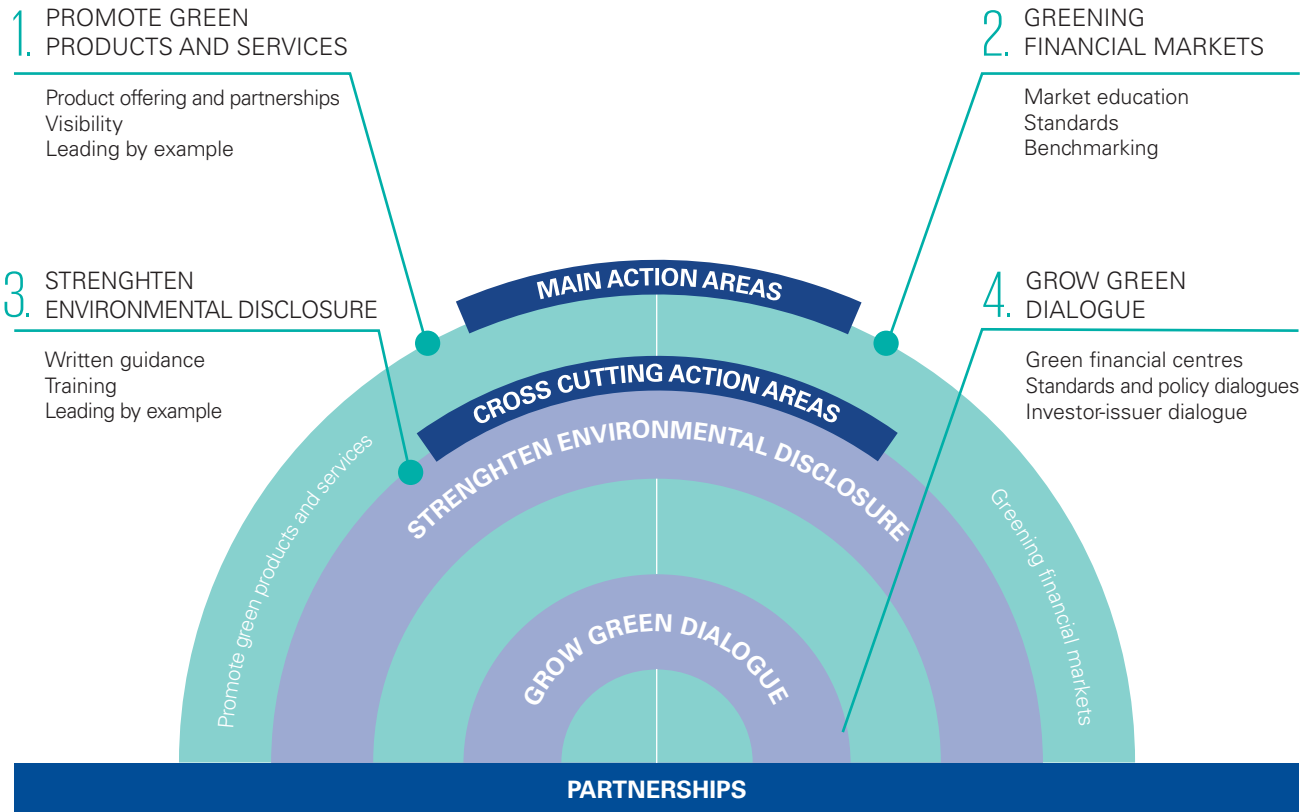 1. PROMOTE GREEN
PRODUCTS AND SERVICES
Product offering and partnerships
Visibility
Leading by example
2. GREENING
FINANCIAL MARKETS
Market education
Standards
Benchmarking
3. STRENGHTEN
ENVIRONMENTAL DISCLOSURE
Written guidance
Training
Leading by example
4. GROW GREEN
DIALOGUE
Green financial centres
Standards and policy dialogues
Investor-issuer dialogue
MAIN ACTION AREAS
CROSS CUTTING ACTION AREAS
STRENGHTEN ENVIRONMENTAL DISCLOSURE
Promote green products and services
Greening financial markets
GROW GREEN DIALOGUE
PARTNERSHIPS